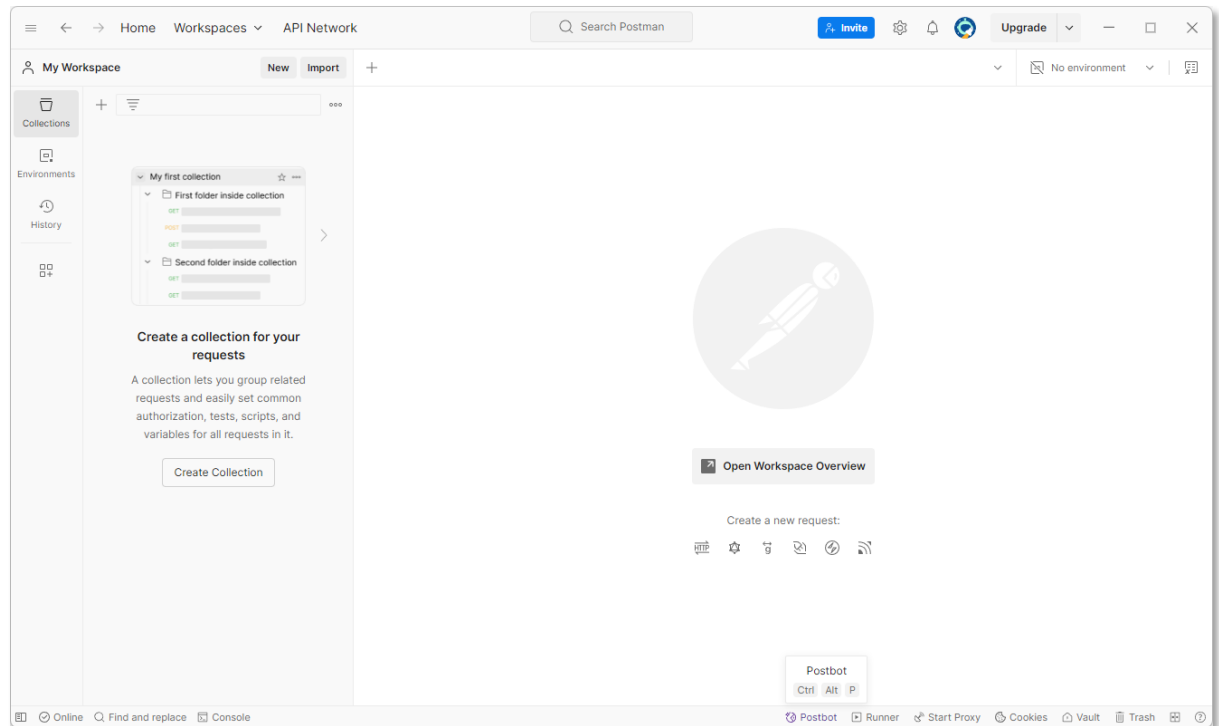 Home Workspaces API Network Search Postman Invite Upgrade
My Workspace New Import No environment
Collections
Environments
History
My first collection
First folder inside collection
GET
POST
GET
Second folder inside collection
GET
GET
Create a collection for your
requests
A collection lets you group related
requests and easily set common
authorization, tests, scripts, and
variables for all requests in it.
Create Collection
Open Workspace Overview
Create a new request:
HTTP g
Postbot
Ctrl Alt P
Online Find and replace Console Postbot Runner Start Proxy Cookies Vault Trash